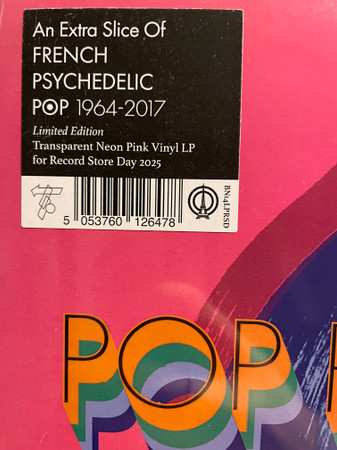 An Extra Slice Of
FRENCH
PSYCHEDELIC
POP 1964-2017
Limited Edition
Transparent Neon Pink Vinyl LP
for Record Store Day 2025
5 053760 126478
BN14LPRSD
POP